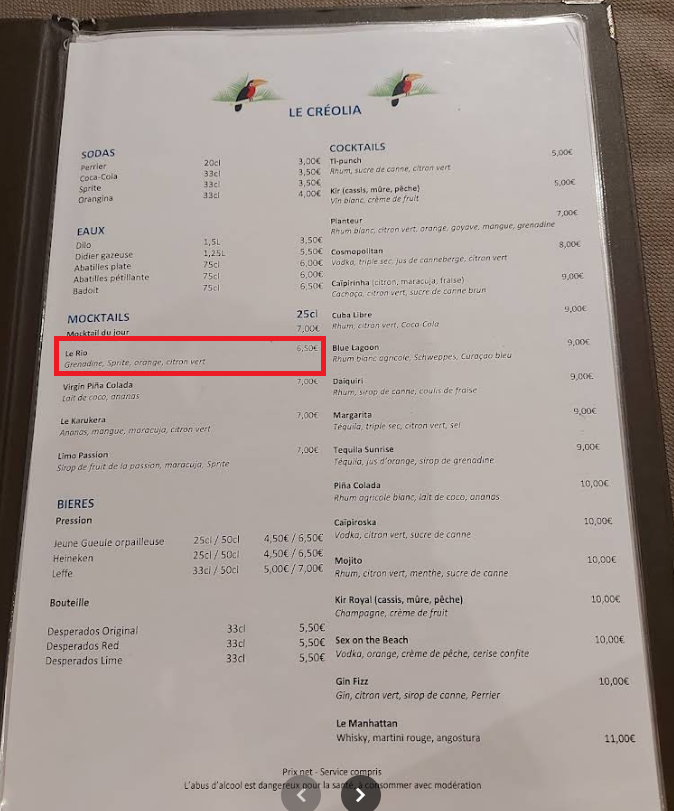 LE CRÉOLIA
SODAS
Perrier 20cl 3,00€
Coca-Cola 33cl 3,50€
Sprite 33cl 3,50€
Orangina 33cl 4,00€
EAUX
Dilo 1,5L 3,50€
Didier gazeuse 1,25L 5,50€
Abatilles plate 75cl 6,00€
Abatilles pétillante 75cl 6,00€
Badoit 75cl 6,50€
MOCKTAILS 25cl
Mocktail du jour 7,00€
Le Rio 6,50€
Grenadine, Sprite, orange, citron vert
Virgin Piña Colada 7,00€
Lait de coco, ananas
Le Karukera 7,00€
Ananas, mangue, maracuja, citron vert
Limo Passion 7,00€
Sirop de fruit de la passion, maracuja, Sprite
BIERES
Pression
Jeune Gueule orpailleuse 25cl / 50cl 4,50€ / 6,50€
Heineken 25cl / 50cl 4,50€ / 6,50€
Leffe 33cl / 50cl 5,00€ / 7,00€
Bouteille
Desperados Original 33cl 5,50€
Desperados Red 33cl 5,50€
Desperados Lime 33cl 5,50€
COCKTAILS
Ti-punch 5,00€
Rhum, sucre de canne, citron vert
Kir (cassis, mûre, pêche) 5,00€
Vin blanc, crème de fruit
Planteur 7,00€
Rhum blanc, citron vert, orange, goyave, mangue, grenadine
Cosmopolitan 8,00€
Vodka, triple sec, jus de canneberge, citron vert
Caïpirinha (citron, maracuja, fraise) 9,00€
Cachaça, citron vert, sucre de canne brun
Cuba Libre 9,00€
Rhum, citron vert, Coca-Cola
Blue Lagoon 9,00€
Rhum blanc agricole, Schweppes, Curaçao bleu
Daïquiri 9,00€
Rhum, sirop de canne, coulis de fraise
Margarita 9,00€
Téquila, triple sec, citron vert, sel
Tequila Sunrise 9,00€
Téquila, jus d'orange, sirop de grenadine
Piña Colada 10,00€
Rhum agricole blanc, lait de coco, ananas
Caïpiroska 10,00€
Vodka, citron vert, sucre de canne
Mojito 10,00€
Rhum, citron vert, menthe, sucre de canne
Kir Royal (cassis, mûre, pêche) 10,00€
Champagne, crème de fruit
Sex on the Beach 10,00€
Vodka, orange, crème de pêche, cerise confite
Gin Fizz 10,00€
Gin, citron vert, sirop de canne, Perrier
Le Manhattan 11,00€
Whisky, martini rouge, angostura
Prix net - Service compris
L'abus d'alcool est dangereux pour la santé, à consommer avec modération